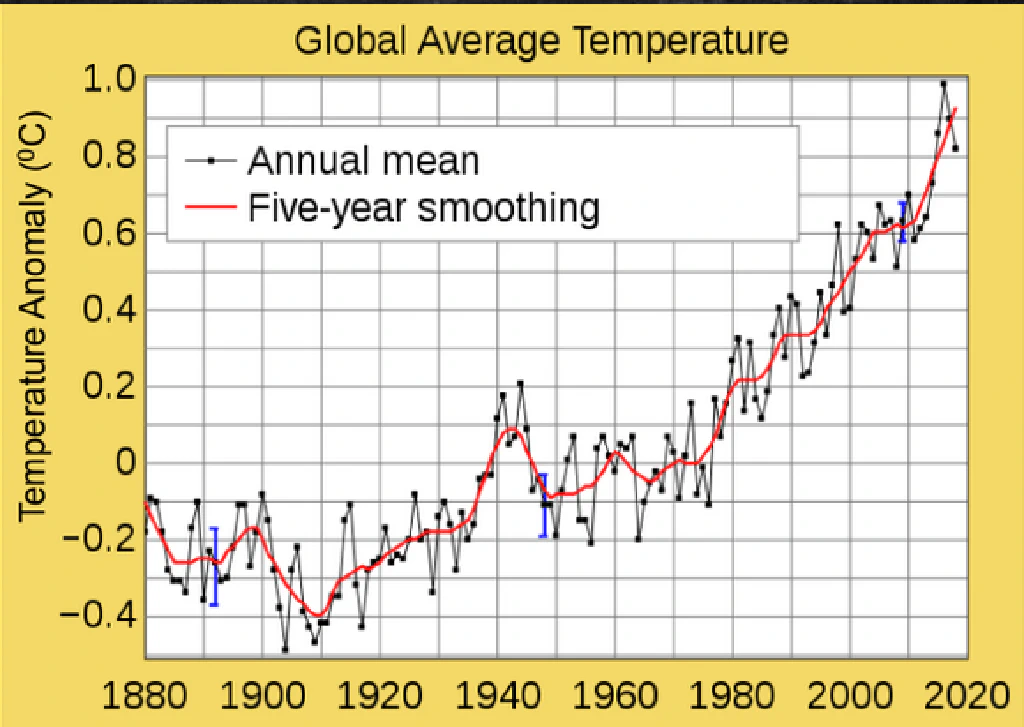 Global Average Temperature
Temperature Anomaly (⁰C)
1.0
0.8
0.6
0.4
0.2
0
−0.2
−0.4
Annual mean
Five-year smoothing
1880 1900 1920 1940 1960 1980 2000 2020